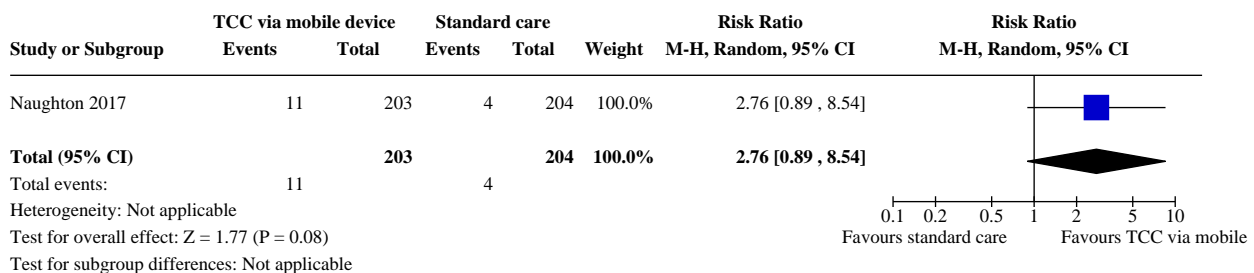 TCC via mobile device Standard care Risk Ratio Risk Ratio
Study or Subgroup Events Total Events Total Weight M-H, Random, 95% CI M-H, Random, 95% CI
Naughton 2017 11 203 4 204 100.0% 2.76 [0.89 , 8.54]
Total (95% CI) 203 204 100.0% 2.76 [0.89 , 8.54]
Total events: 11 4
Heterogeneity: Not applicable
0.1 0.2 0.5 1 2 5 10
Test for overall effect: Z = 1.77 (P = 0.08)
Favours standard care Favours TCC via mobile
Test for subgroup differences: Not applicable